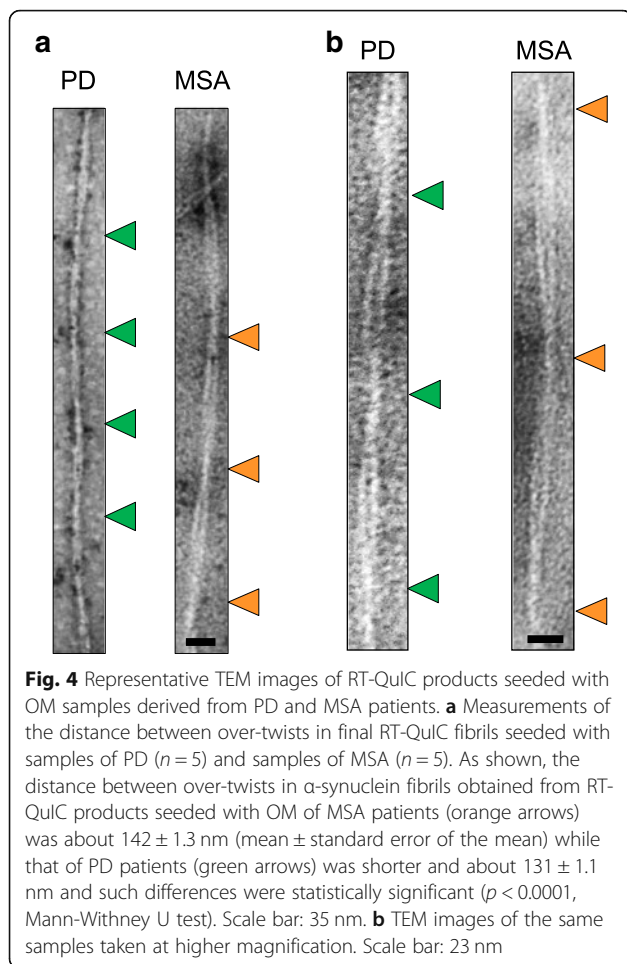 a
b
PD
MSA
PD
MSA
Fig. 4 Representative TEM images of RT-QuIC products seeded with
OM samples derived from PD and MSA patients. a Measurements of
the distance between over-twists in final RT-QuIC fibrils seeded with
samples of PD (n = 5) and samples of MSA (n = 5). As shown, the
distance between over-twists in α-synuclein fibrils obtained from RT-
QuIC products seeded with OM of MSA patients (orange arrows)
was about 142 ± 1.3 nm (mean ± standard error of the mean) while
that of PD patients (green arrows) was shorter and about 131 ± 1.1
nm and such differences were statistically significant (p < 0.0001,
Mann-Withney U test). Scale bar: 35 nm. b TEM images of the same
samples taken at higher magnification. Scale bar: 23 nm